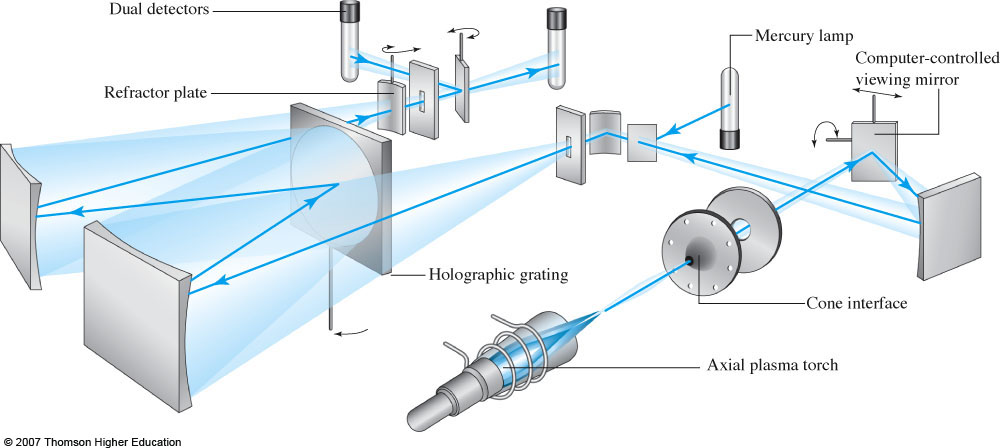 Dual detectors
Mercury lamp
Computer-controlled
viewing mirror
Refractor plate
Holographic grating
Cone interface
Axial plasma torch
© 2007 Thomson Higher Education